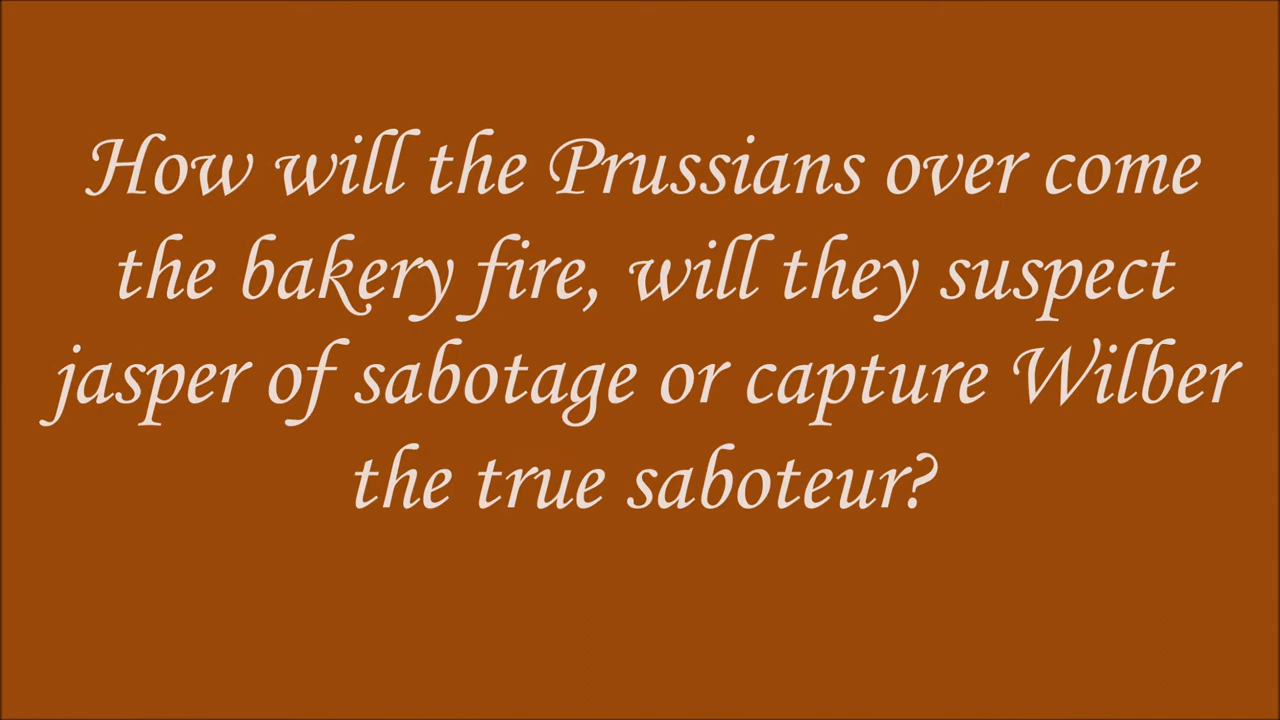 How will the Prussians over come
the bakery fire, will they suspect
jasper of sabotage or capture Wilber
the true saboteur?